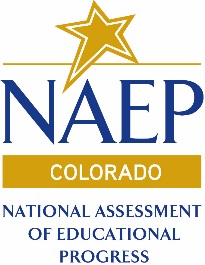 NAEP
COLORADO
NATIONAL ASSESSMENT
OF EDUCATIONAL
PROGRESS